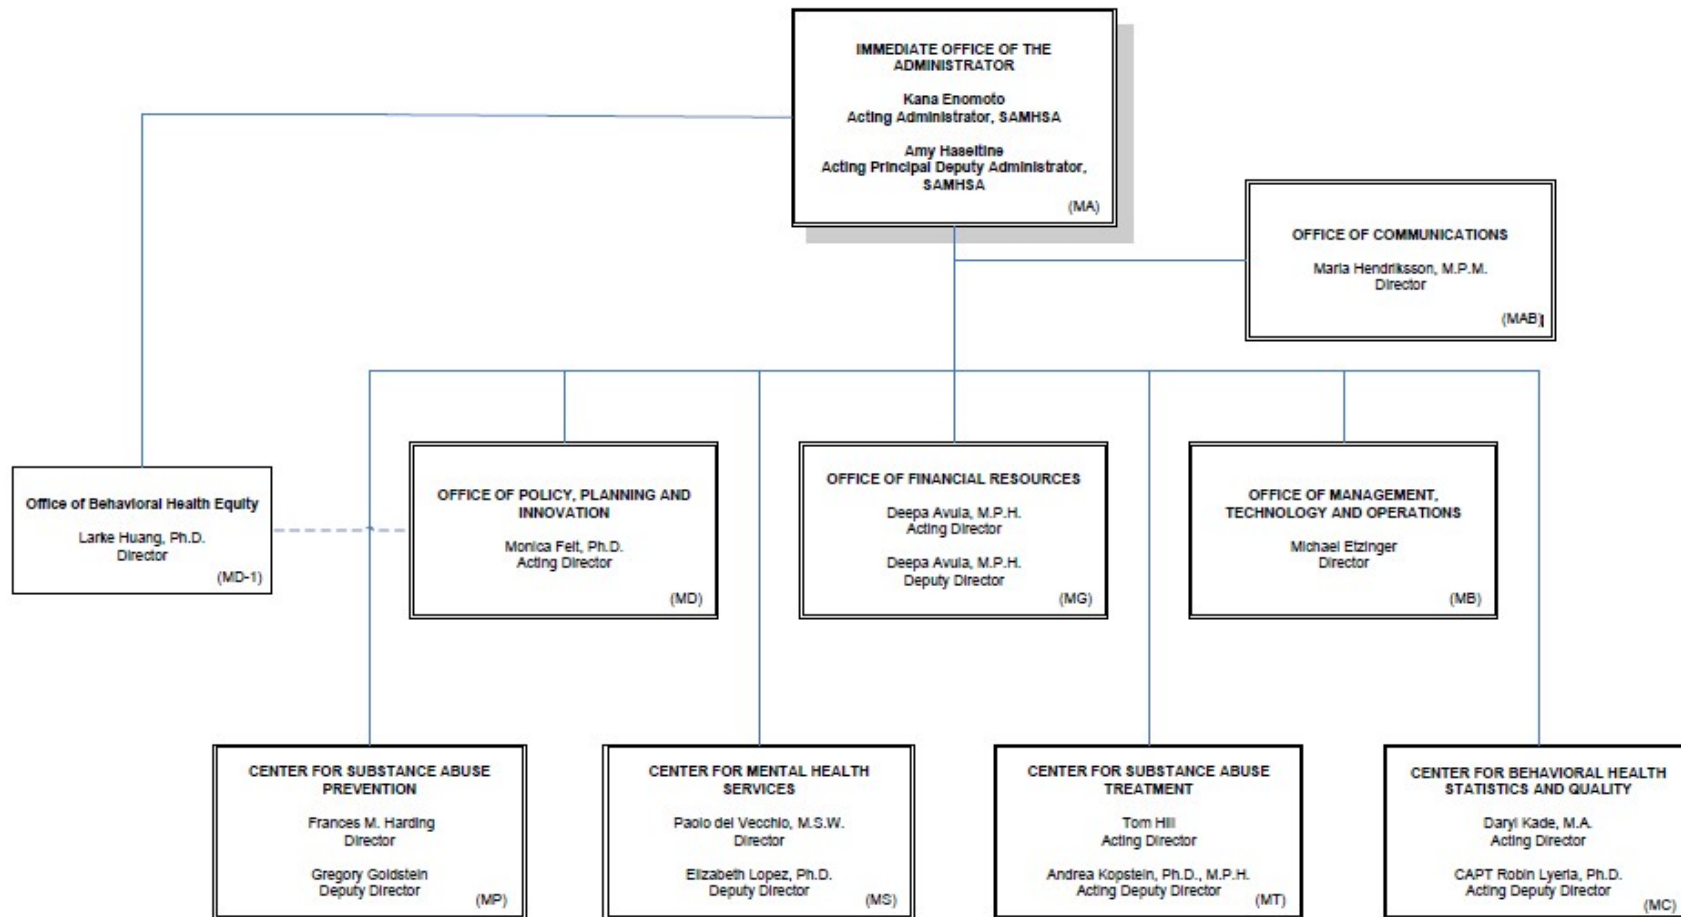 IMMEDIATE OFFICE OF THE
ADMINISTRATOR
Kana Enomoto
Acting Administrator, SAMHSA
Amy Haseltine
Acting Principal Deputy Administrator,
SAMHSA
(MA)
OFFICE OF COMMUNICATIONS
Marla Hendriksson, M.P.M.
Director
(MAB)
Office of Behavioral Health Equity
Larke Huang, Ph.D.
Director
(MD-1)
OFFICE OF POLICY, PLANNING AND
INNOVATION
Monica Feit, Ph.D.
Acting Director
(MD)
OFFICE OF FINANCIAL RESOURCES
Deepa Avula, M.P.H.
Acting Director
Deepa Avula, M.P.H.
Deputy Director
(MG)
OFFICE OF MANAGEMENT,
TECHNOLOGY AND OPERATIONS
Michael Etzinger
Director
(MB)
CENTER FOR SUBSTANCE ABUSE
PREVENTION
Frances M. Harding
Director
Gregory Goldstein
Deputy Director
(MP)
CENTER FOR MENTAL HEALTH
SERVICES
Paolo del Vecchio, M.S.W.
Director
Elizabeth Lopez, Ph.D.
Deputy Director
(MS)
CENTER FOR SUBSTANCE ABUSE
TREATMENT
Tom Hill
Acting Director
Andrea Kopstein, Ph.D., M.P.H.
Acting Deputy Director
(MT)
CENTER FOR BEHAVIORAL HEALTH
STATISTICS AND QUALITY
Daryl Kade, M.A.
Acting Director
CAPT Robin Lyerla, Ph.D.
Acting Deputy Director
(MC)